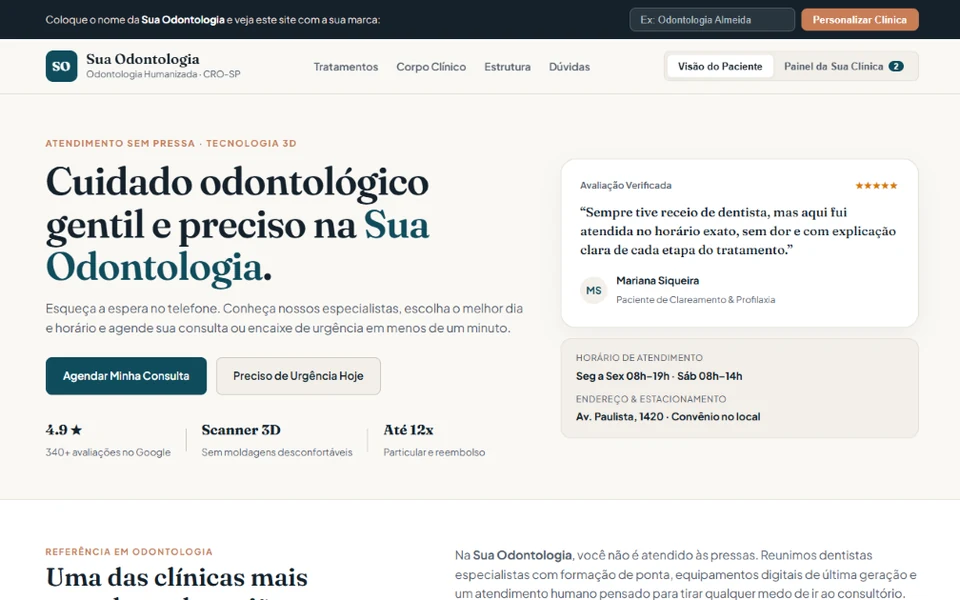 Coloque o nome da Sua Odontologia e veja este site com a sua marca:
Ex: Odontologia Almeida
Personalizar Clínica
SO
Sua Odontologia
Odontologia Humanizada · CRO-SP
Tratamentos
Corpo Clínico
Estrutura
Dúvidas
Visão do Paciente
Painel da Sua Clínica 2
ATENDIMENTO SEM PRESSA · TECNOLOGIA 3D
Cuidado odontológico
gentil e preciso na Sua
Odontologia.
Esqueça a espera no telefone. Conheça nossos especialistas, escolha o melhor dia
e horário e agende sua consulta ou encaixe de urgência em menos de um minuto.
Agendar Minha Consulta
Preciso de Urgência Hoje
4.9 ★
340+ avaliações no Google
Scanner 3D
Sem moldagens desconfortáveis
Até 12x
Particular e reembolso
Avaliação Verificada
★★★★★
“Sempre tive receio de dentista, mas aqui fui
atendida no horário exato, sem dor e com explicação
clara de cada etapa do tratamento.”
MS
Mariana Siqueira
Paciente de Clareamento & Profilaxia
HORÁRIO DE ATENDIMENTO
Seg a Sex 08h–19h · Sáb 08h–14h
ENDEREÇO & ESTACIONAMENTO
Av. Paulista, 1420 · Convênio no local
REFERÊNCIA EM ODONTOLOGIA
Uma das clínicas mais
Na Sua Odontologia, você não é atendido às pressas. Reunimos dentistas
especialistas com formação de ponta, equipamentos digitais de última geração e
um atendimento humano pensado para tirar qualquer medo de ir ao consultório.